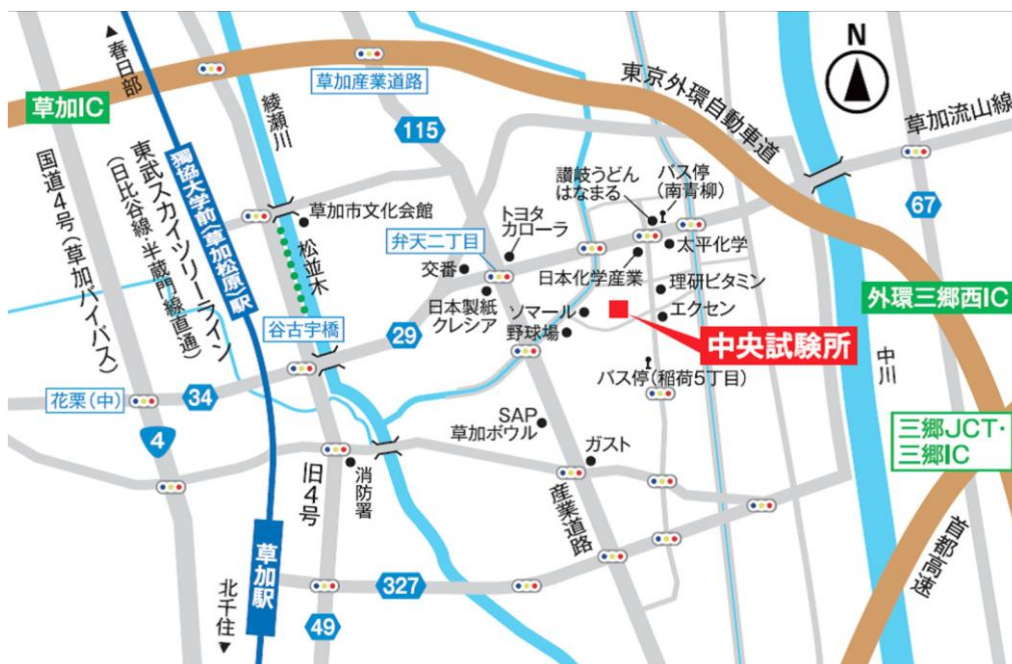 ▲春日部
草加IC
国道4号(草加バイパス)
東武スカイツリーライン
(日比谷線・半蔵門線直通)
獨協大学前(草加松原)駅
綾瀬川
草加産業道路
115
東京外環自動車道
N
草加流山線
67
草加市文化会館
松並木
谷古宇橋
弁天二丁目
トヨタ
カローラ
交番
日本製紙
クレシア
讃岐うどん
はなまる
バス停
(南青柳)
太平化学
日本化学産業
理研ビタミン
エクセン
ソマール
野球場
中央試験所
外環三郷西IC
中川
29
34
花栗(中)
4
バス停(稲荷5丁目)
SAP
草加ボウル
ガスト
三郷JCT・
三郷IC
旧4号
消防署
産業道路
首都高速
草加駅
327
49
北千住▼